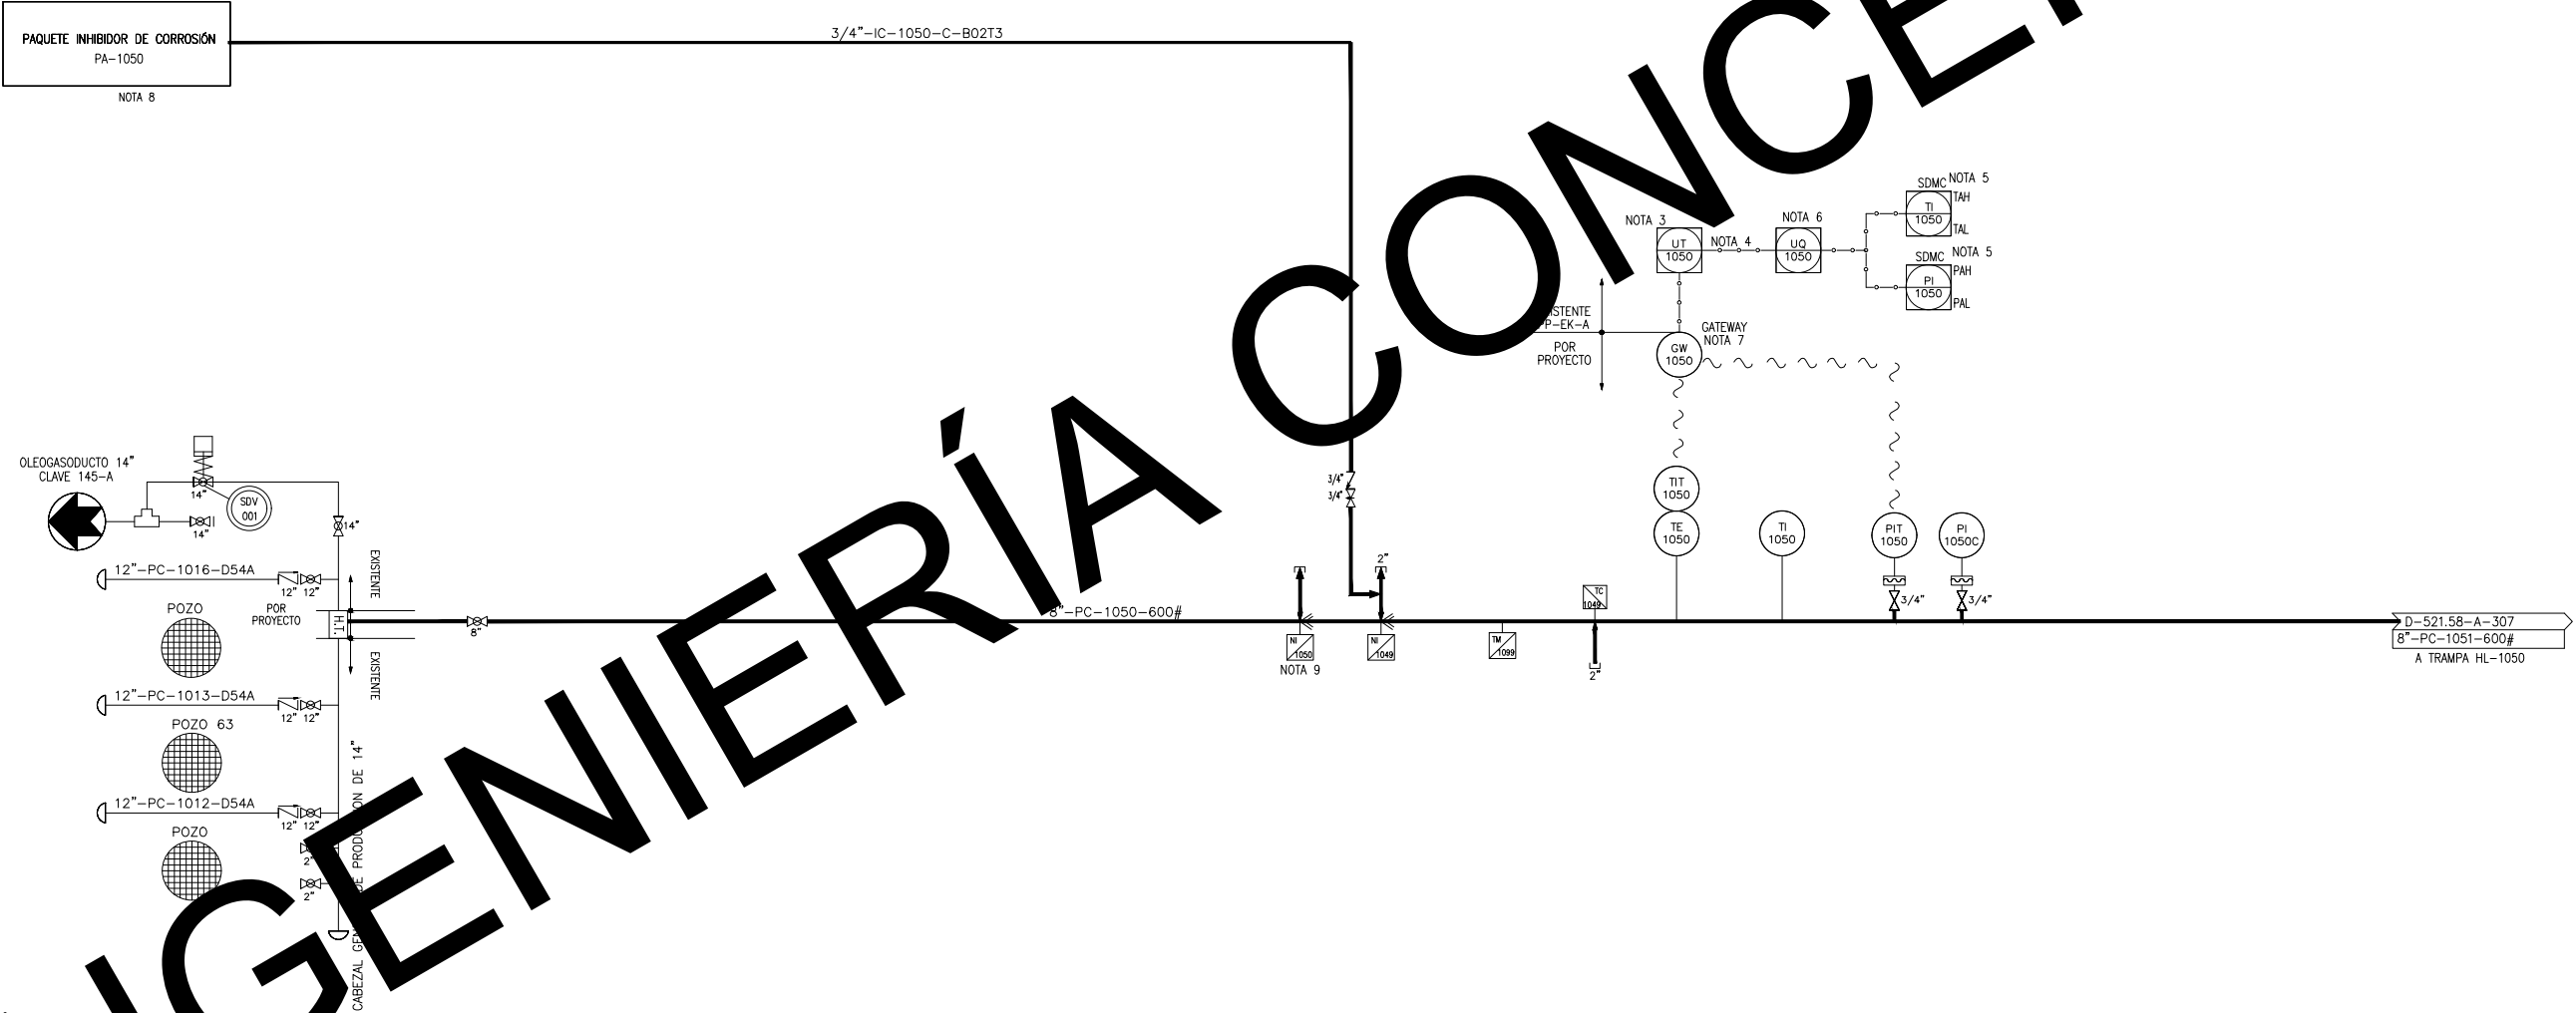 PAQUETE INHIBIDOR DE CORROSIÓN
PA-1050
NOTA 8
3/4"-IC-1050-C-B02T3
SDMC NOTA 5
TI
1050
TAH
TAL
SDMC NOTA 5
PI
1050
PAH
PAL
NOTA 3
UT
1050
NOTA 4
NOTA 6
UQ
1050
POR
PROYECTO
GATEWAY
NOTA 7
GW
1050
TIT
1050
TE
1050
TI
1050
PIT
1050
PI
1050C
3/4"
3/4"
3/4"
3/4"
OLEOGASODUCTO 14"
CLAVE 145-A
14"
SDV
001
14"
14"
EXISTENTE
12"-PC-1016-D54A
12" 12"
POZO
POR
PROYECTO
H.T.
EXISTENTE
8"
8"-PC-1050-600#
NI
1050
NOTA 9
2"
NI
1049
TM
1099
TC
1049
2"
D-521.58-A-307
8"-PC-1051-600#
A TRAMPA HL-1050
12"-PC-1013-D54A
12" 12"
POZO 63
12"-PC-1012-D54A
12" 12"
POZO
2"
2"
CABEZAL DE PRODUCCION DE 14"
INGENIERÍA